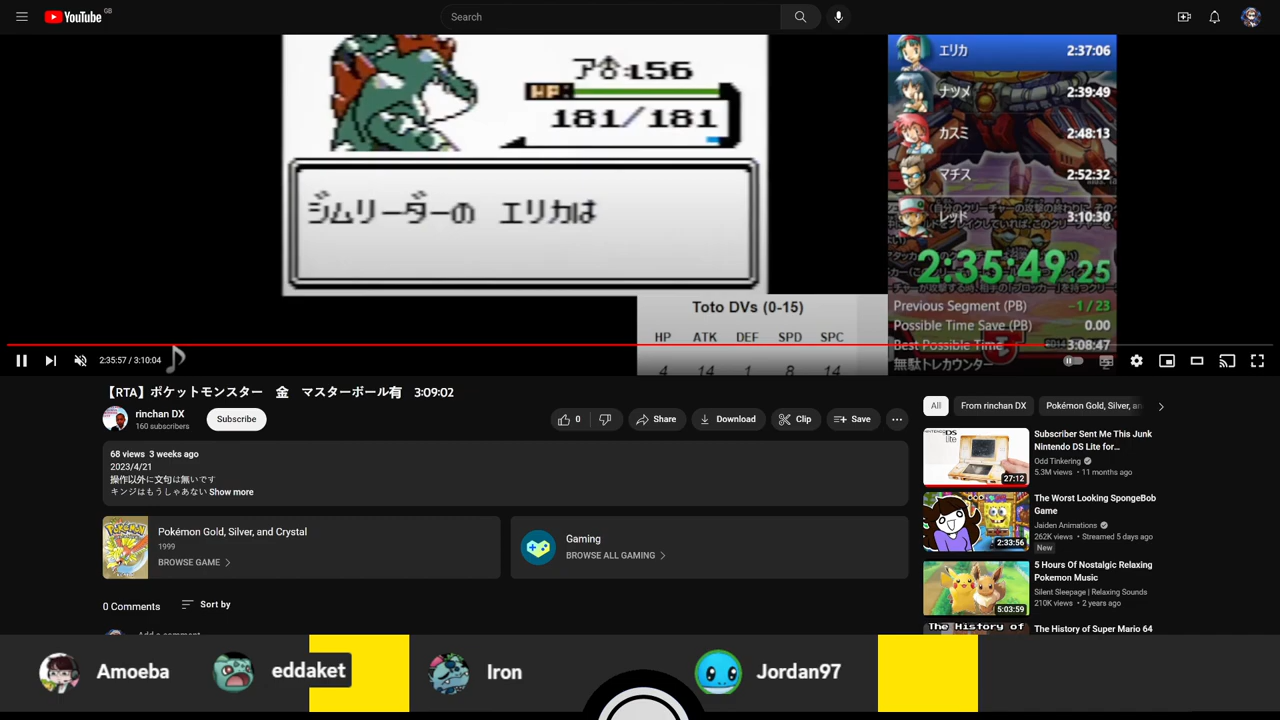 YouTube GB
Search
ア♂:L56
HP:
181/181
ジムリーダーの エリカは
エリカ 2:37:06
ナツメ 2:39:49
カスミ 2:48:13
マチス 2:52:32
レッド 3:10:30
2:35:49.25
Previous Segment (PB) -1 / 23
Possible Time Save (PB) 0.00
Best Possible Time 3:08:47
無駄トレカウンター
Toto DVs (0-15)
HP ATK DEF SPD SPC
4 14 1 8 14
2:35:57 / 3:10:04
【RTA】ポケットモンスター 金 マスターボール有 3:09:02
rinchan DX
160 subscribers
Subscribe
0
Share
Download
Clip
Save
68 views 3 weeks ago
2023/4/21
操作以外に文句は無いです
キンジはもうしゃあない Show more
Pokémon Gold, Silver, and Crystal
1999
BROWSE GAME
Gaming
BROWSE ALL GAMING
0 Comments
Sort by
Add a comment
All
From rinchan DX
Pokémon Gold, Silver, an
DS
lite
27:12
Subscriber Sent Me This Junk
Nintendo DS Lite for...
Odd Tinkering
5.3M views • 11 months ago
2:33:56
The Worst Looking SpongeBob
Game
Jaiden Animations
262K views • Streamed 5 days ago
New
5:03:59
5 Hours Of Nostalgic Relaxing
Pokemon Music
Silent Sleepage | Relaxing Sounds
210K views • 2 years ago
The History of
The History of Super Mario 64
Amoeba
eddaket
Iron
Jordan97